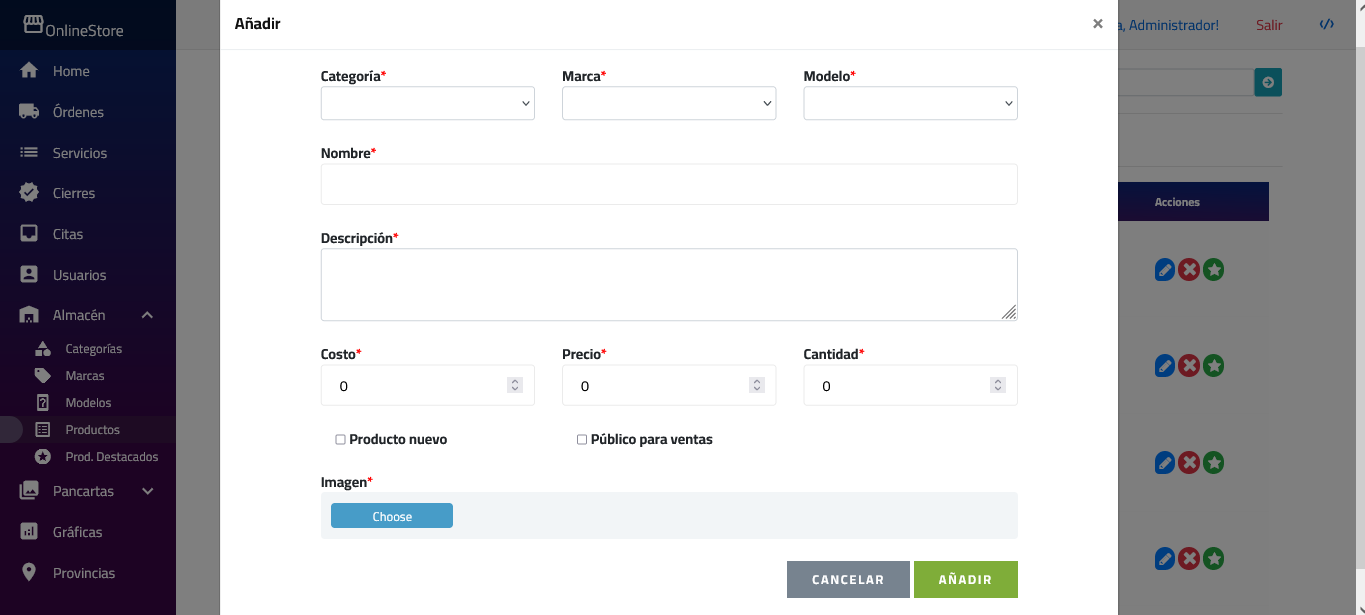 OnlineStore
Home
Órdenes
Servicios
Cierres
Citas
Usuarios
Almacén
Categorías
Marcas
Modelos
Productos
Prod. Destacados
Pancartas
Gráficas
Provincias
Añadir
×
, Administrador!
Salir
Categoría*
Marca*
Modelo*
Nombre*
Descripción*
Costo*
Precio*
Cantidad*
0
0
0
Producto nuevo
Público para ventas
Imagen*
Choose
CANCELAR
AÑADIR
Acciones